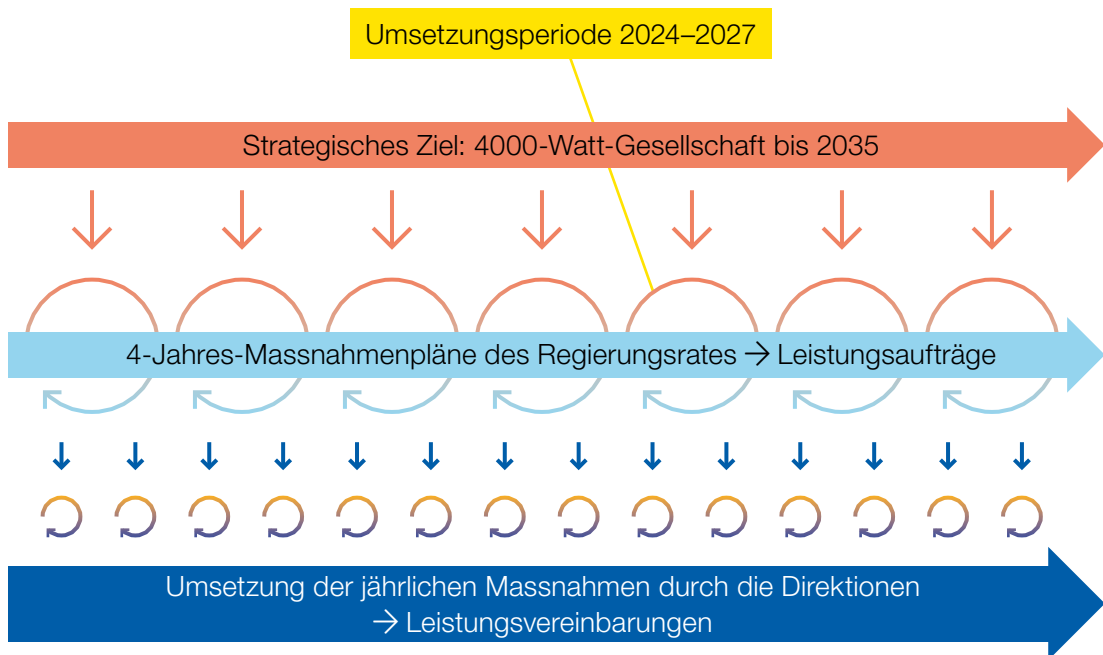 Umsetzungsperiode 2024–2027
Strategisches Ziel: 4000-Watt-Gesellschaft bis 2035
4-Jahres-Massnahmenpläne des Regierungsrates → Leistungsaufträge
Umsetzung der jährlichen Massnahmen durch die Direktionen
→ Leistungsvereinbarungen